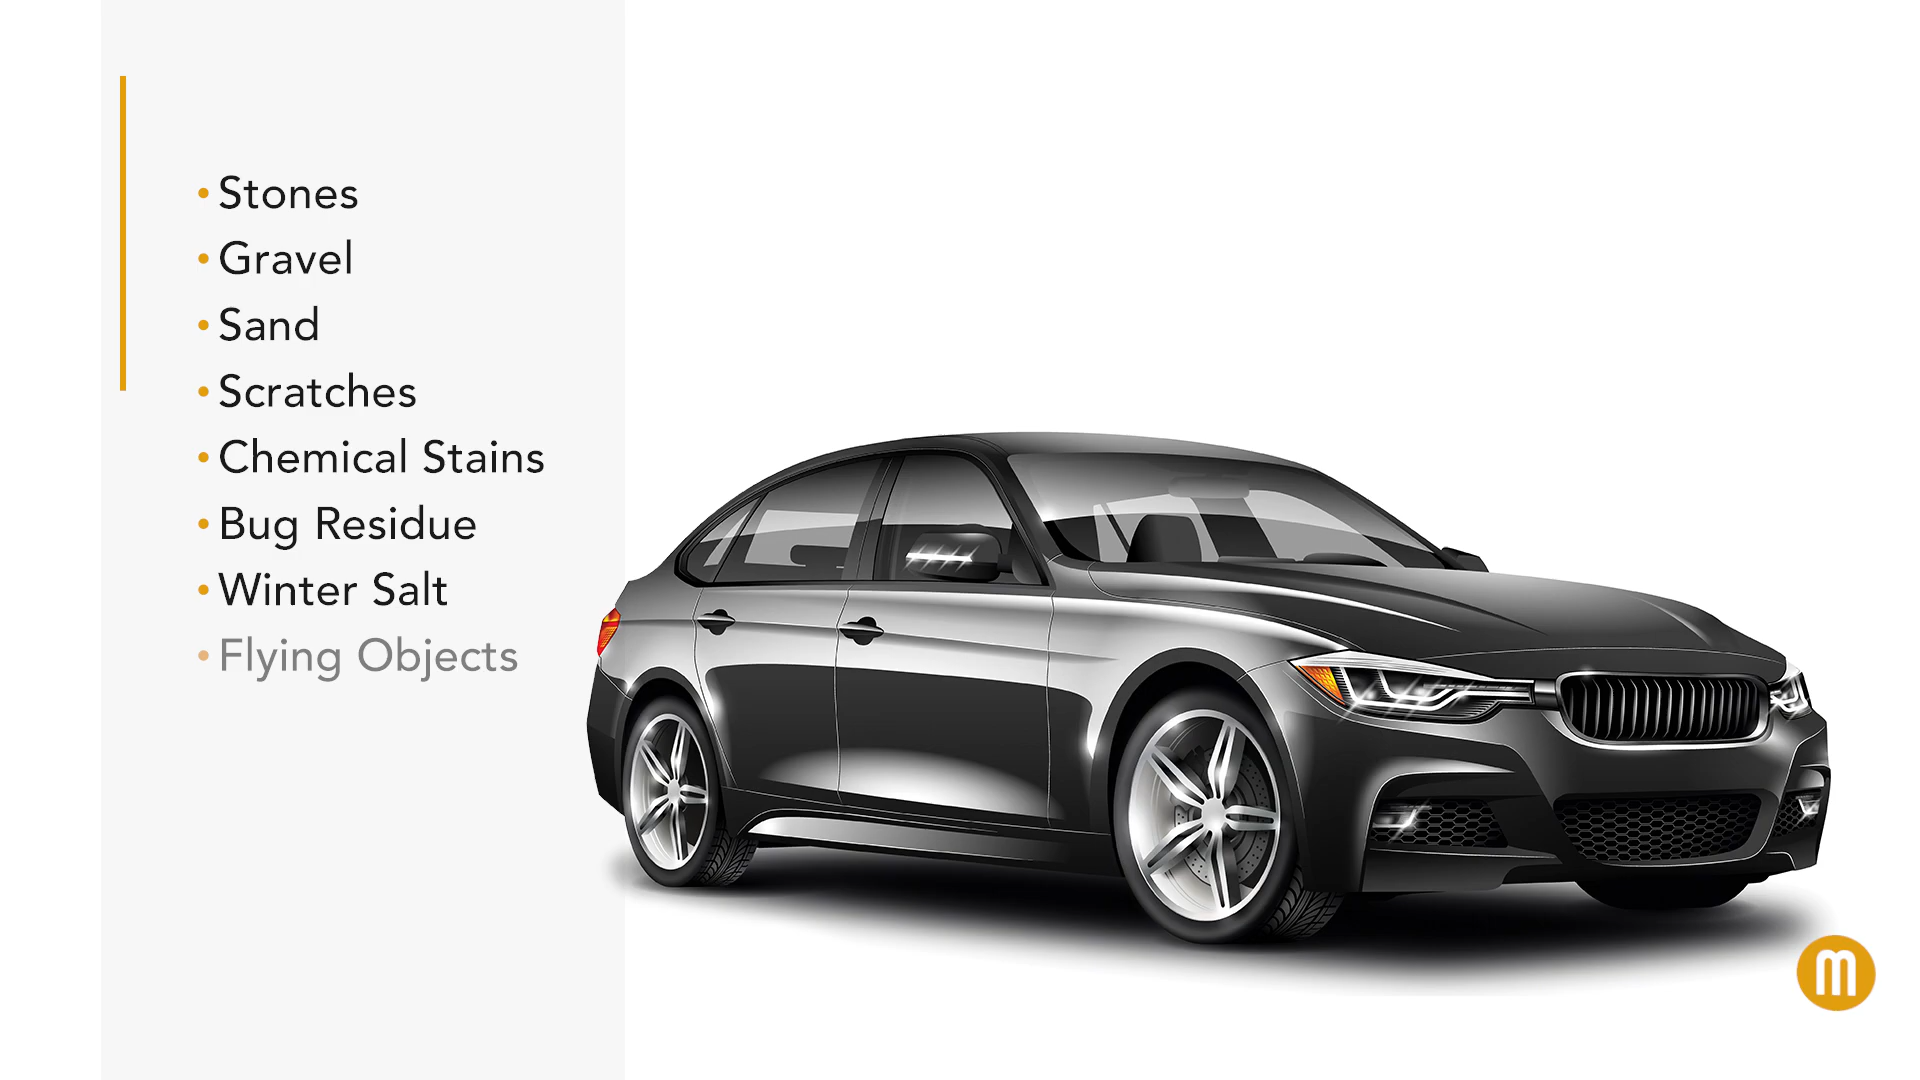 • Stones
• Gravel
• Sand
• Scratches
• Chemical Stains
• Bug Residue
• Winter Salt
• Flying Objects
m